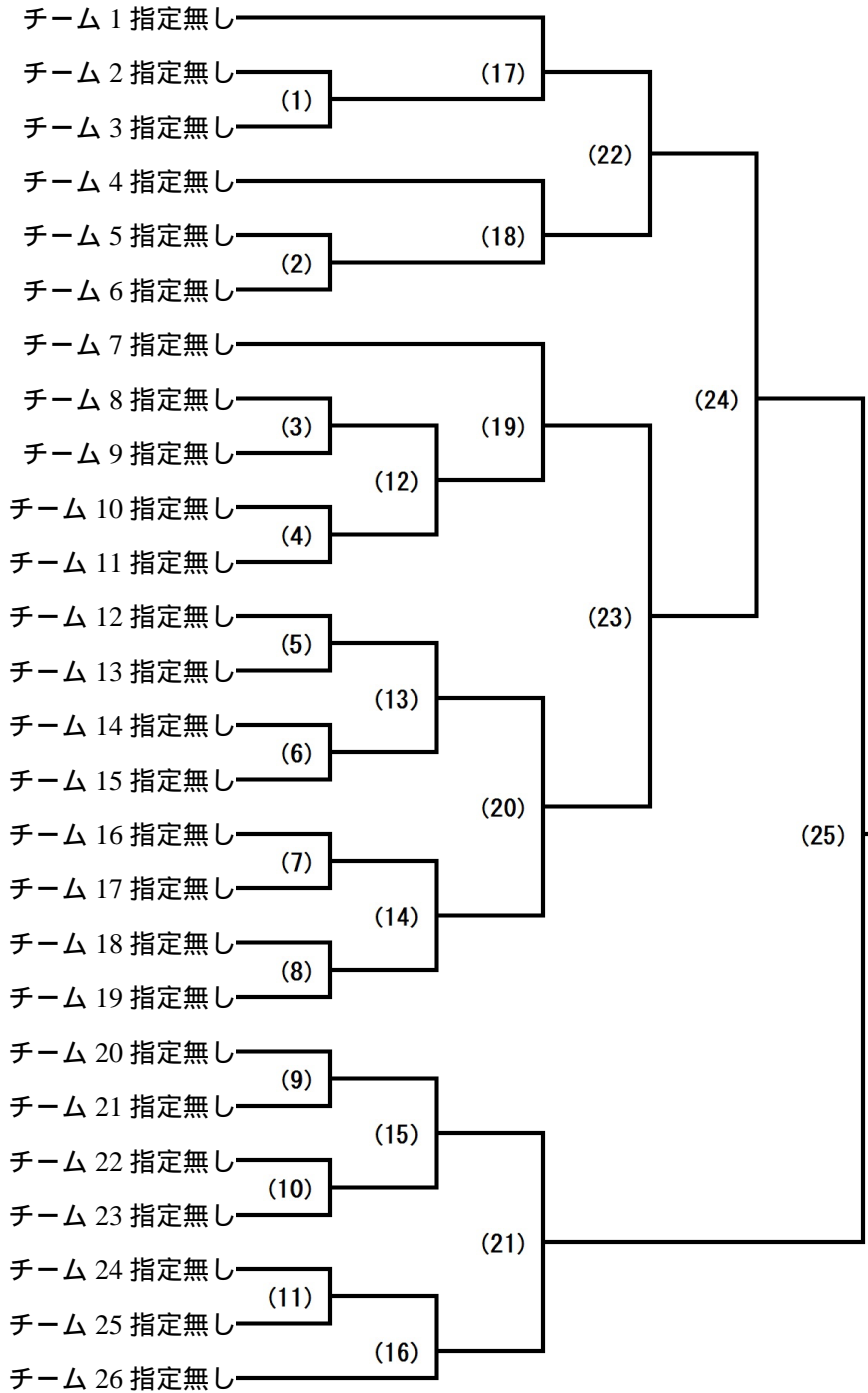 チーム 1 指定無し
(17)
チーム 2 指定無し
(1)
チーム 3 指定無し
(22)
チーム 4 指定無し
(18)
チーム 5 指定無し
(2)
チーム 6 指定無し
チーム 7 指定無し
(24)
チーム 8 指定無し
(3)
(19)
チーム 9 指定無し
(12)
チーム 10 指定無し
(4)
チーム 11 指定無し
チーム 12 指定無し
(23)
(5)
チーム 13 指定無し
(13)
チーム 14 指定無し
(6)
チーム 15 指定無し
(20)
チーム 16 指定無し
(25)
(7)
チーム 17 指定無し
(14)
チーム 18 指定無し
(8)
チーム 19 指定無し
チーム 20 指定無し
(9)
チーム 21 指定無し
(15)
チーム 22 指定無し
(10)
チーム 23 指定無し
(21)
チーム 24 指定無し
(11)
チーム 25 指定無し
(16)
チーム 26 指定無し